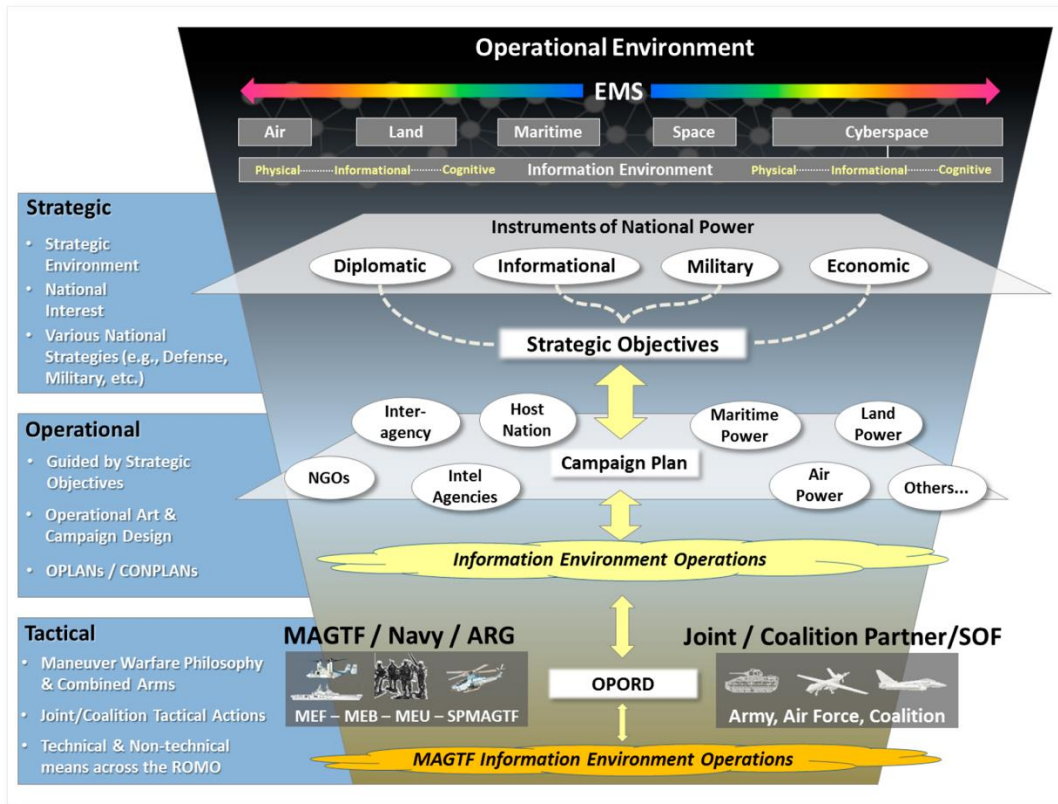 Operational Environment
EMS
Air
Land
Maritime
Space
Cyberspace
Physical
Informational
Cognitive
Information Environment
Physical
Informational
Cognitive
Strategic
• Strategic
Environment
• National
Interest
• Various National
Strategies (e.g., Defense,
Military, etc.)
Instruments of National Power
Diplomatic
Informational
Military
Economic
Strategic Objectives
Operational
• Guided by Strategic
Objectives
• Operational Art &
Campaign Design
• OPLANs / CONPLANs
Inter-
agency
Host
Nation
Maritime
Power
Land
Power
NGOs
Intel
Agencies
Campaign Plan
Air
Power
Others...
Information Environment Operations
Tactical
• Maneuver Warfare Philosophy
& Combined Arms
• Joint/Coalition Tactical Actions
• Technical & Non-technical
means across the ROMO
MAGTF / Navy / ARG
MEF – MEB – MEU – SPMAGTF
OPORD
Joint / Coalition Partner/SOF
Army, Air Force, Coalition
MAGTF Information Environment Operations